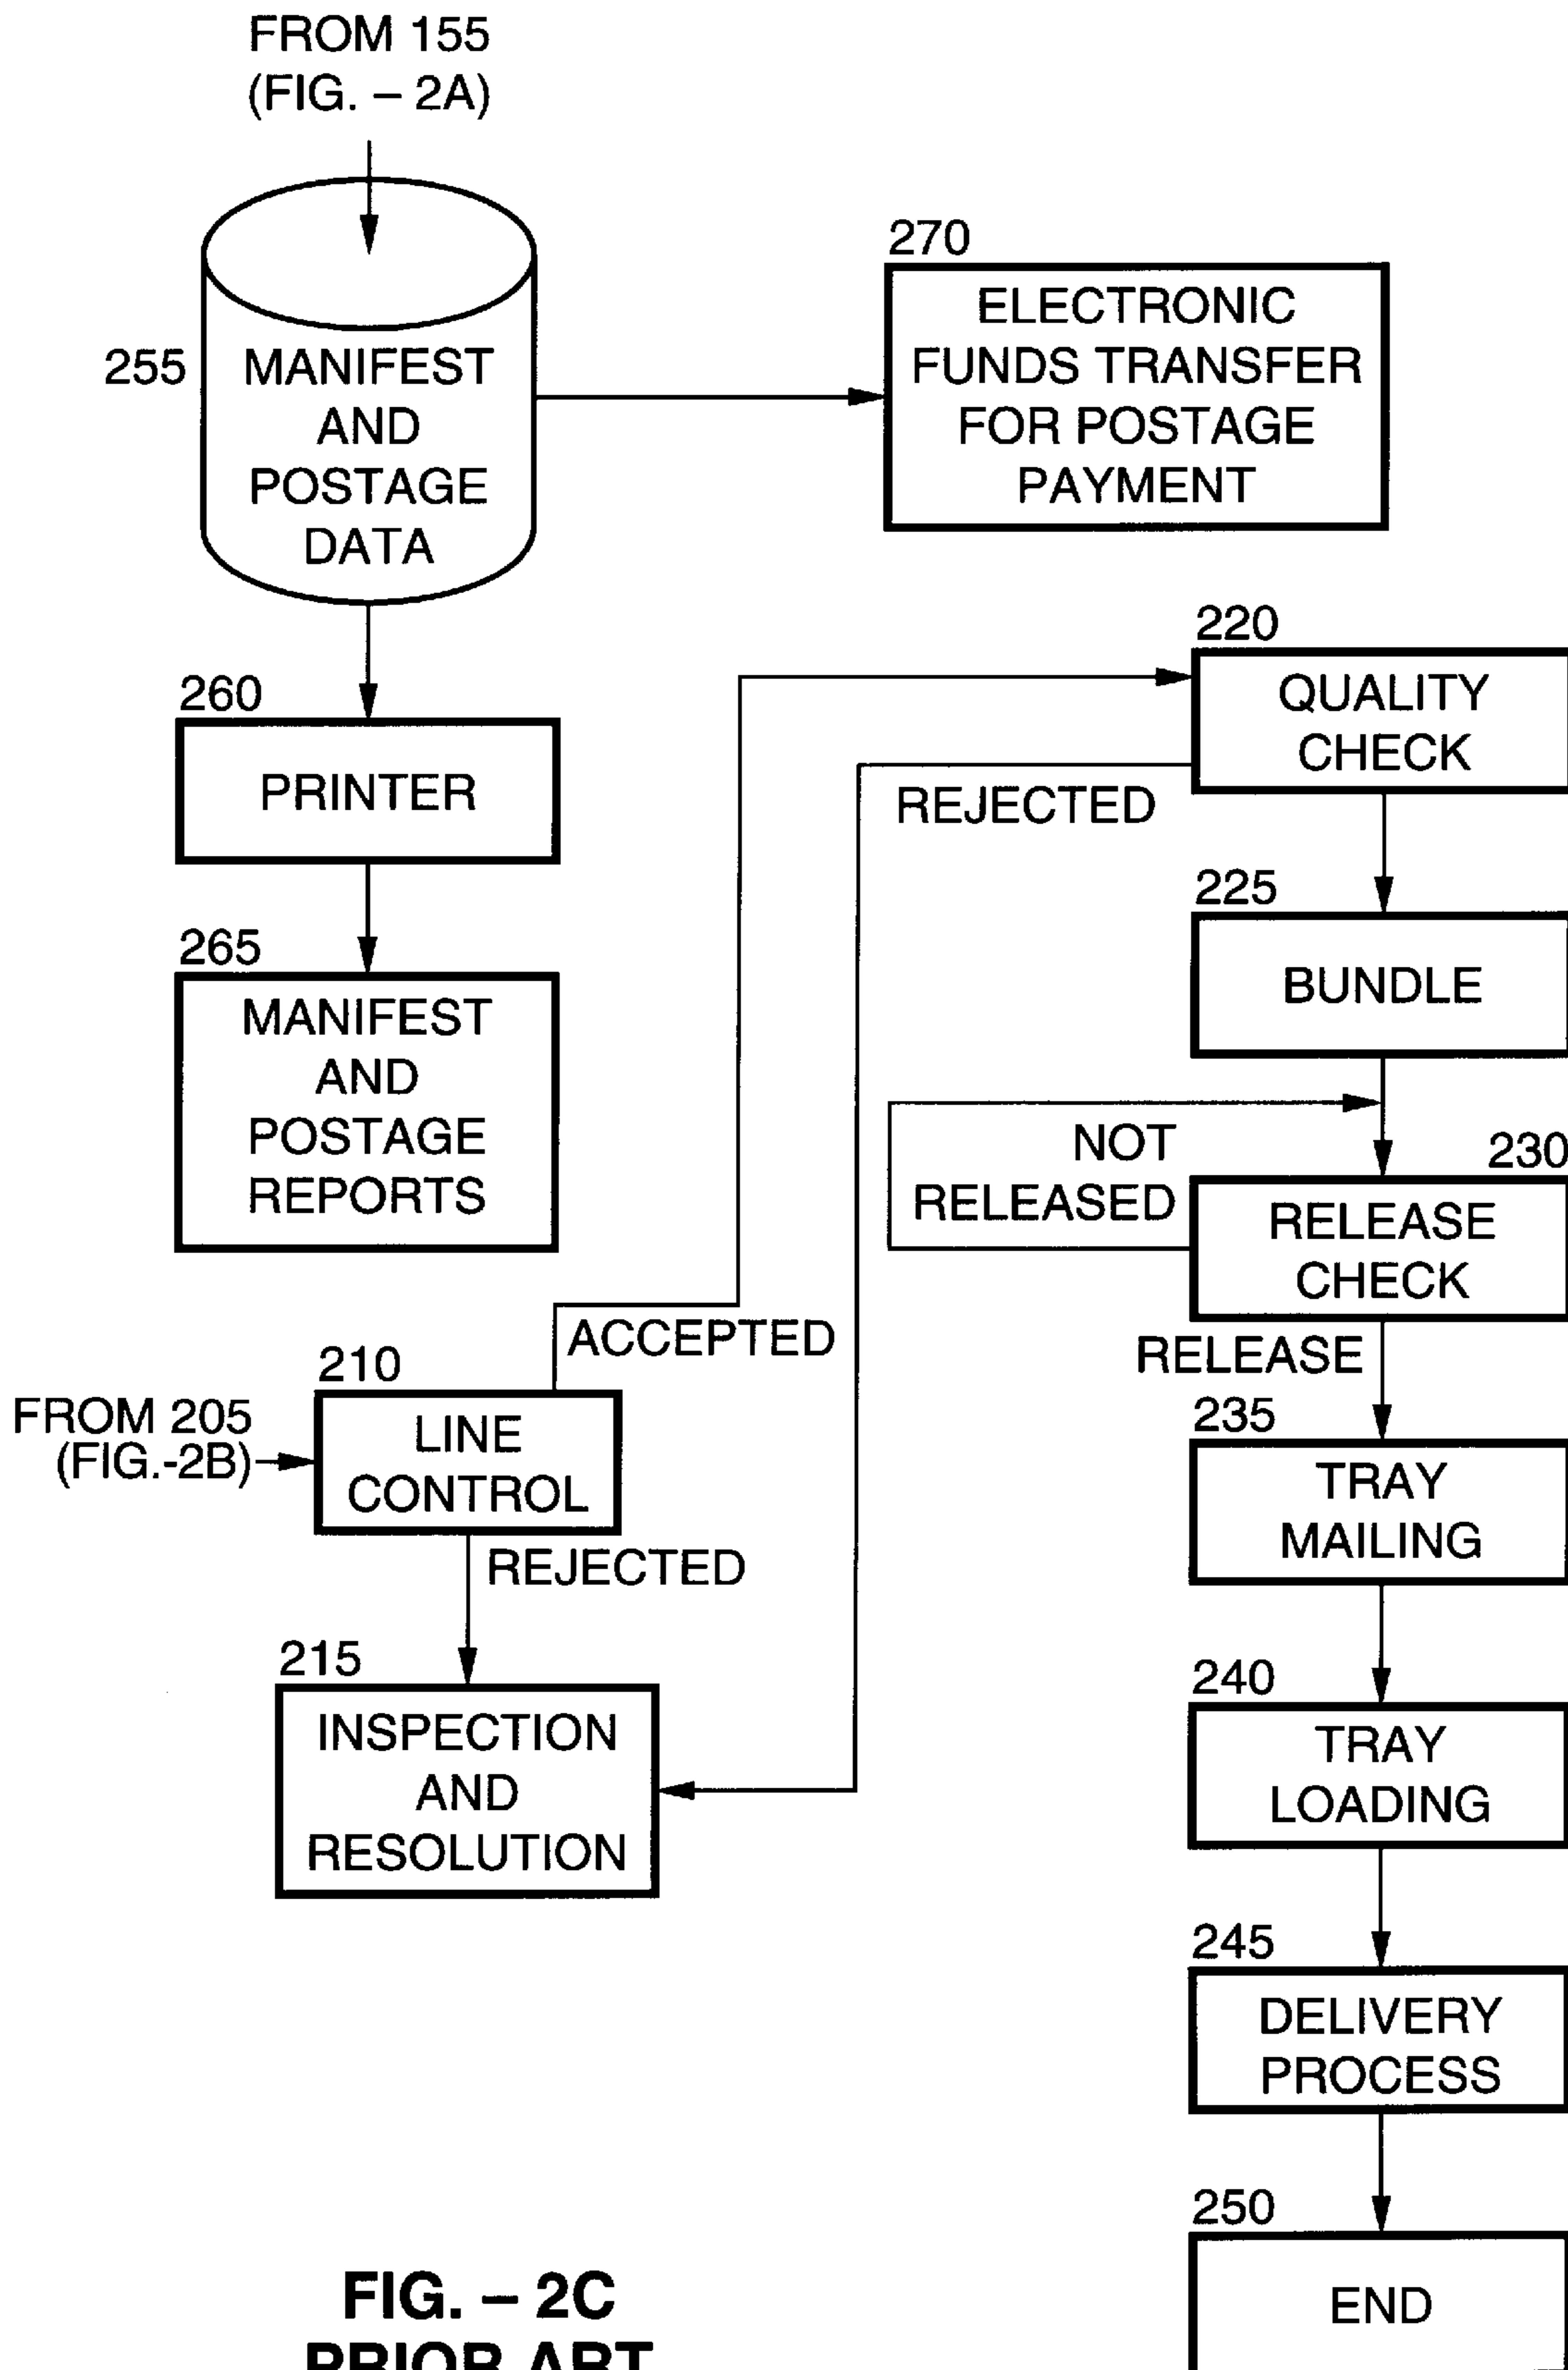 FROM 155
(FIG. – 2A)
255
MANIFEST
AND
POSTAGE
DATA
270
ELECTRONIC
FUNDS TRANSFER
FOR POSTAGE
PAYMENT
260
PRINTER
265
MANIFEST
AND
POSTAGE
REPORTS
220
QUALITY
CHECK
REJECTED
225
BUNDLE
NOT
RELEASED
230
RELEASE
CHECK
RELEASE
ACCEPTED
210
FROM 205
(FIG.-2B)
LINE
CONTROL
REJECTED
215
INSPECTION
AND
RESOLUTION
235
TRAY
MAILING
240
TRAY
LOADING
245
DELIVERY
PROCESS
250
END
FIG. – 2C
PRIOR ART